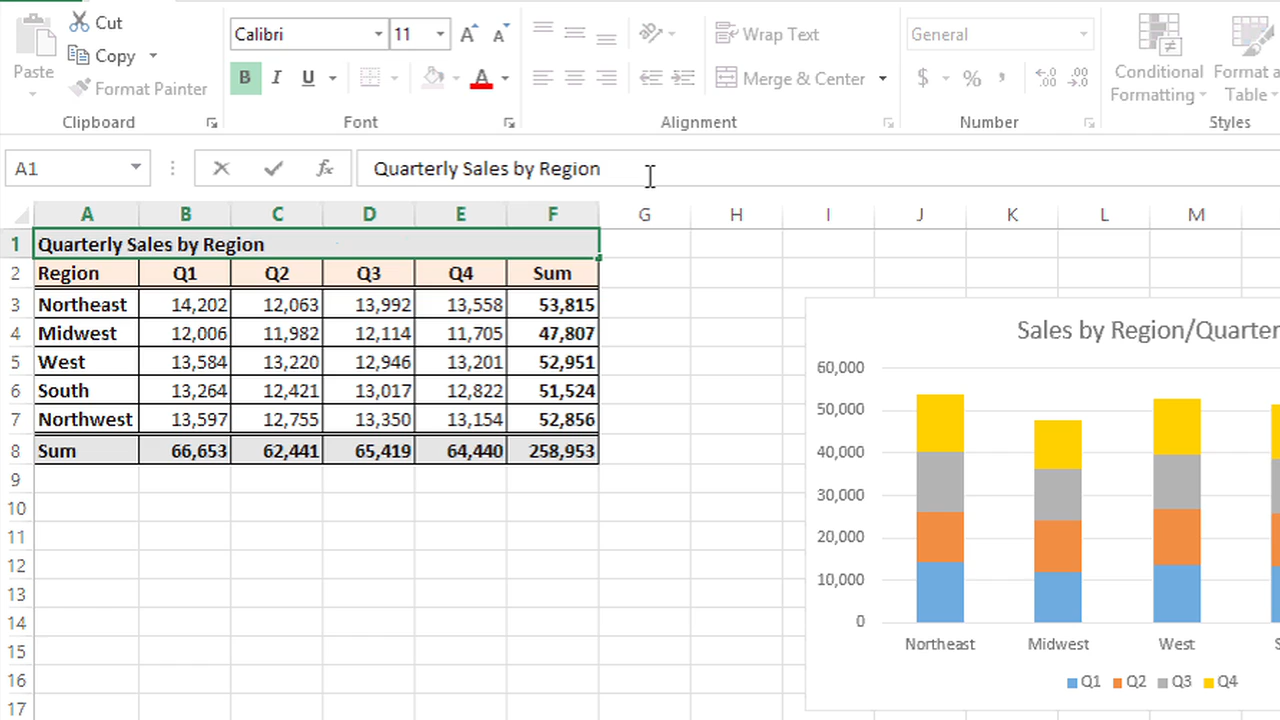 Cut
Copy
Paste
Format Painter
Clipboard
Calibri 11 A A
B I U A
Font
Wrap Text
Merge & Center
Alignment
General
$ % , .0 .00 .00 .0
Number
Conditional
Formatting
Format a
Table
Styles
A1 fx Quarterly Sales by Region
A B C D E F G H I J K L M
1 Quarterly Sales by Region
2 Region Q1 Q2 Q3 Q4 Sum
3 Northeast 14,202 12,063 13,992 13,558 53,815
4 Midwest 12,006 11,982 12,114 11,705 47,807
5 West 13,584 13,220 12,946 13,201 52,951
6 South 13,264 12,421 13,017 12,822 51,524
7 Northwest 13,597 12,755 13,350 13,154 52,856
8 Sum 66,653 62,441 65,419 64,440 258,953
9
10
11
12
13
14
15
16
17
Sales by Region/Quarter
60,000
50,000
40,000
30,000
20,000
10,000
0
Northeast Midwest West S
Q1 Q2 Q3 Q4